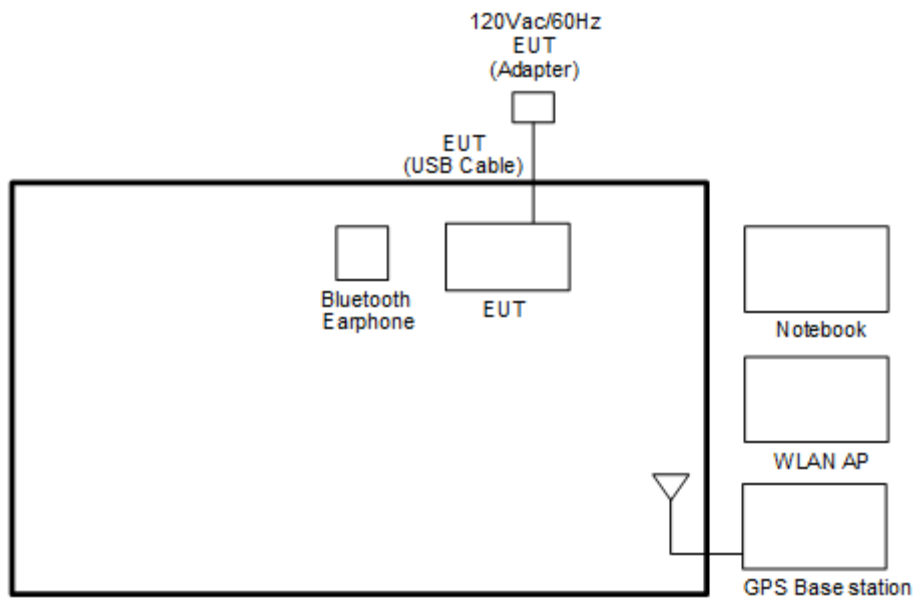 120Vac/60Hz
EUT
(Adapter)
EUT
(USB Cable)
Bluetooth
Earphone
EUT
Notebook
WLAN AP
GPS Base station